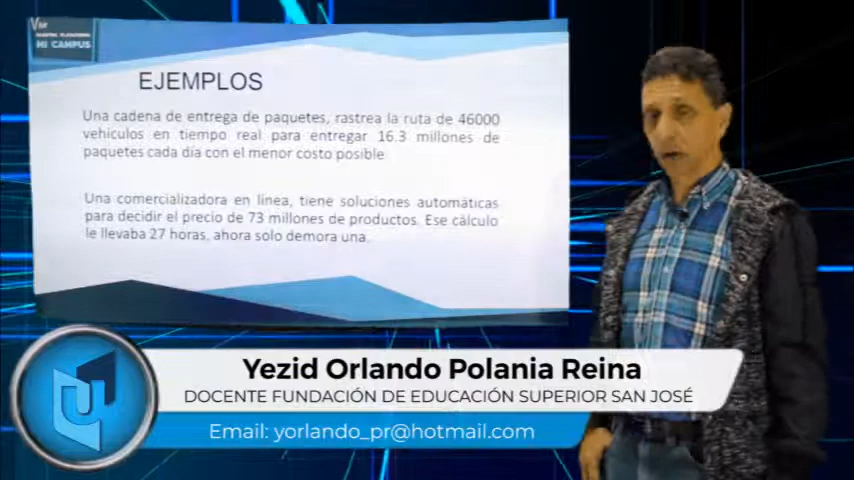 MI CAMPUS
EJEMPLOS
Una cadena de entrega de paquetes, rastrea la ruta de 46000
vehículos en tiempo real para entregar 16.3 millones de
paquetes cada día con el menor costo posible
Una comercializadora en línea, tiene soluciones automáticas
para decidir el precio de 73 millones de productos. Ese cálculo
le llevaba 27 horas, ahora solo demora una.
Yezid Orlando Polania Reina
DOCENTE FUNDACIÓN DE EDUCACIÓN SUPERIOR SAN JOSÉ
Email: yorlando_pr@hotmail.com